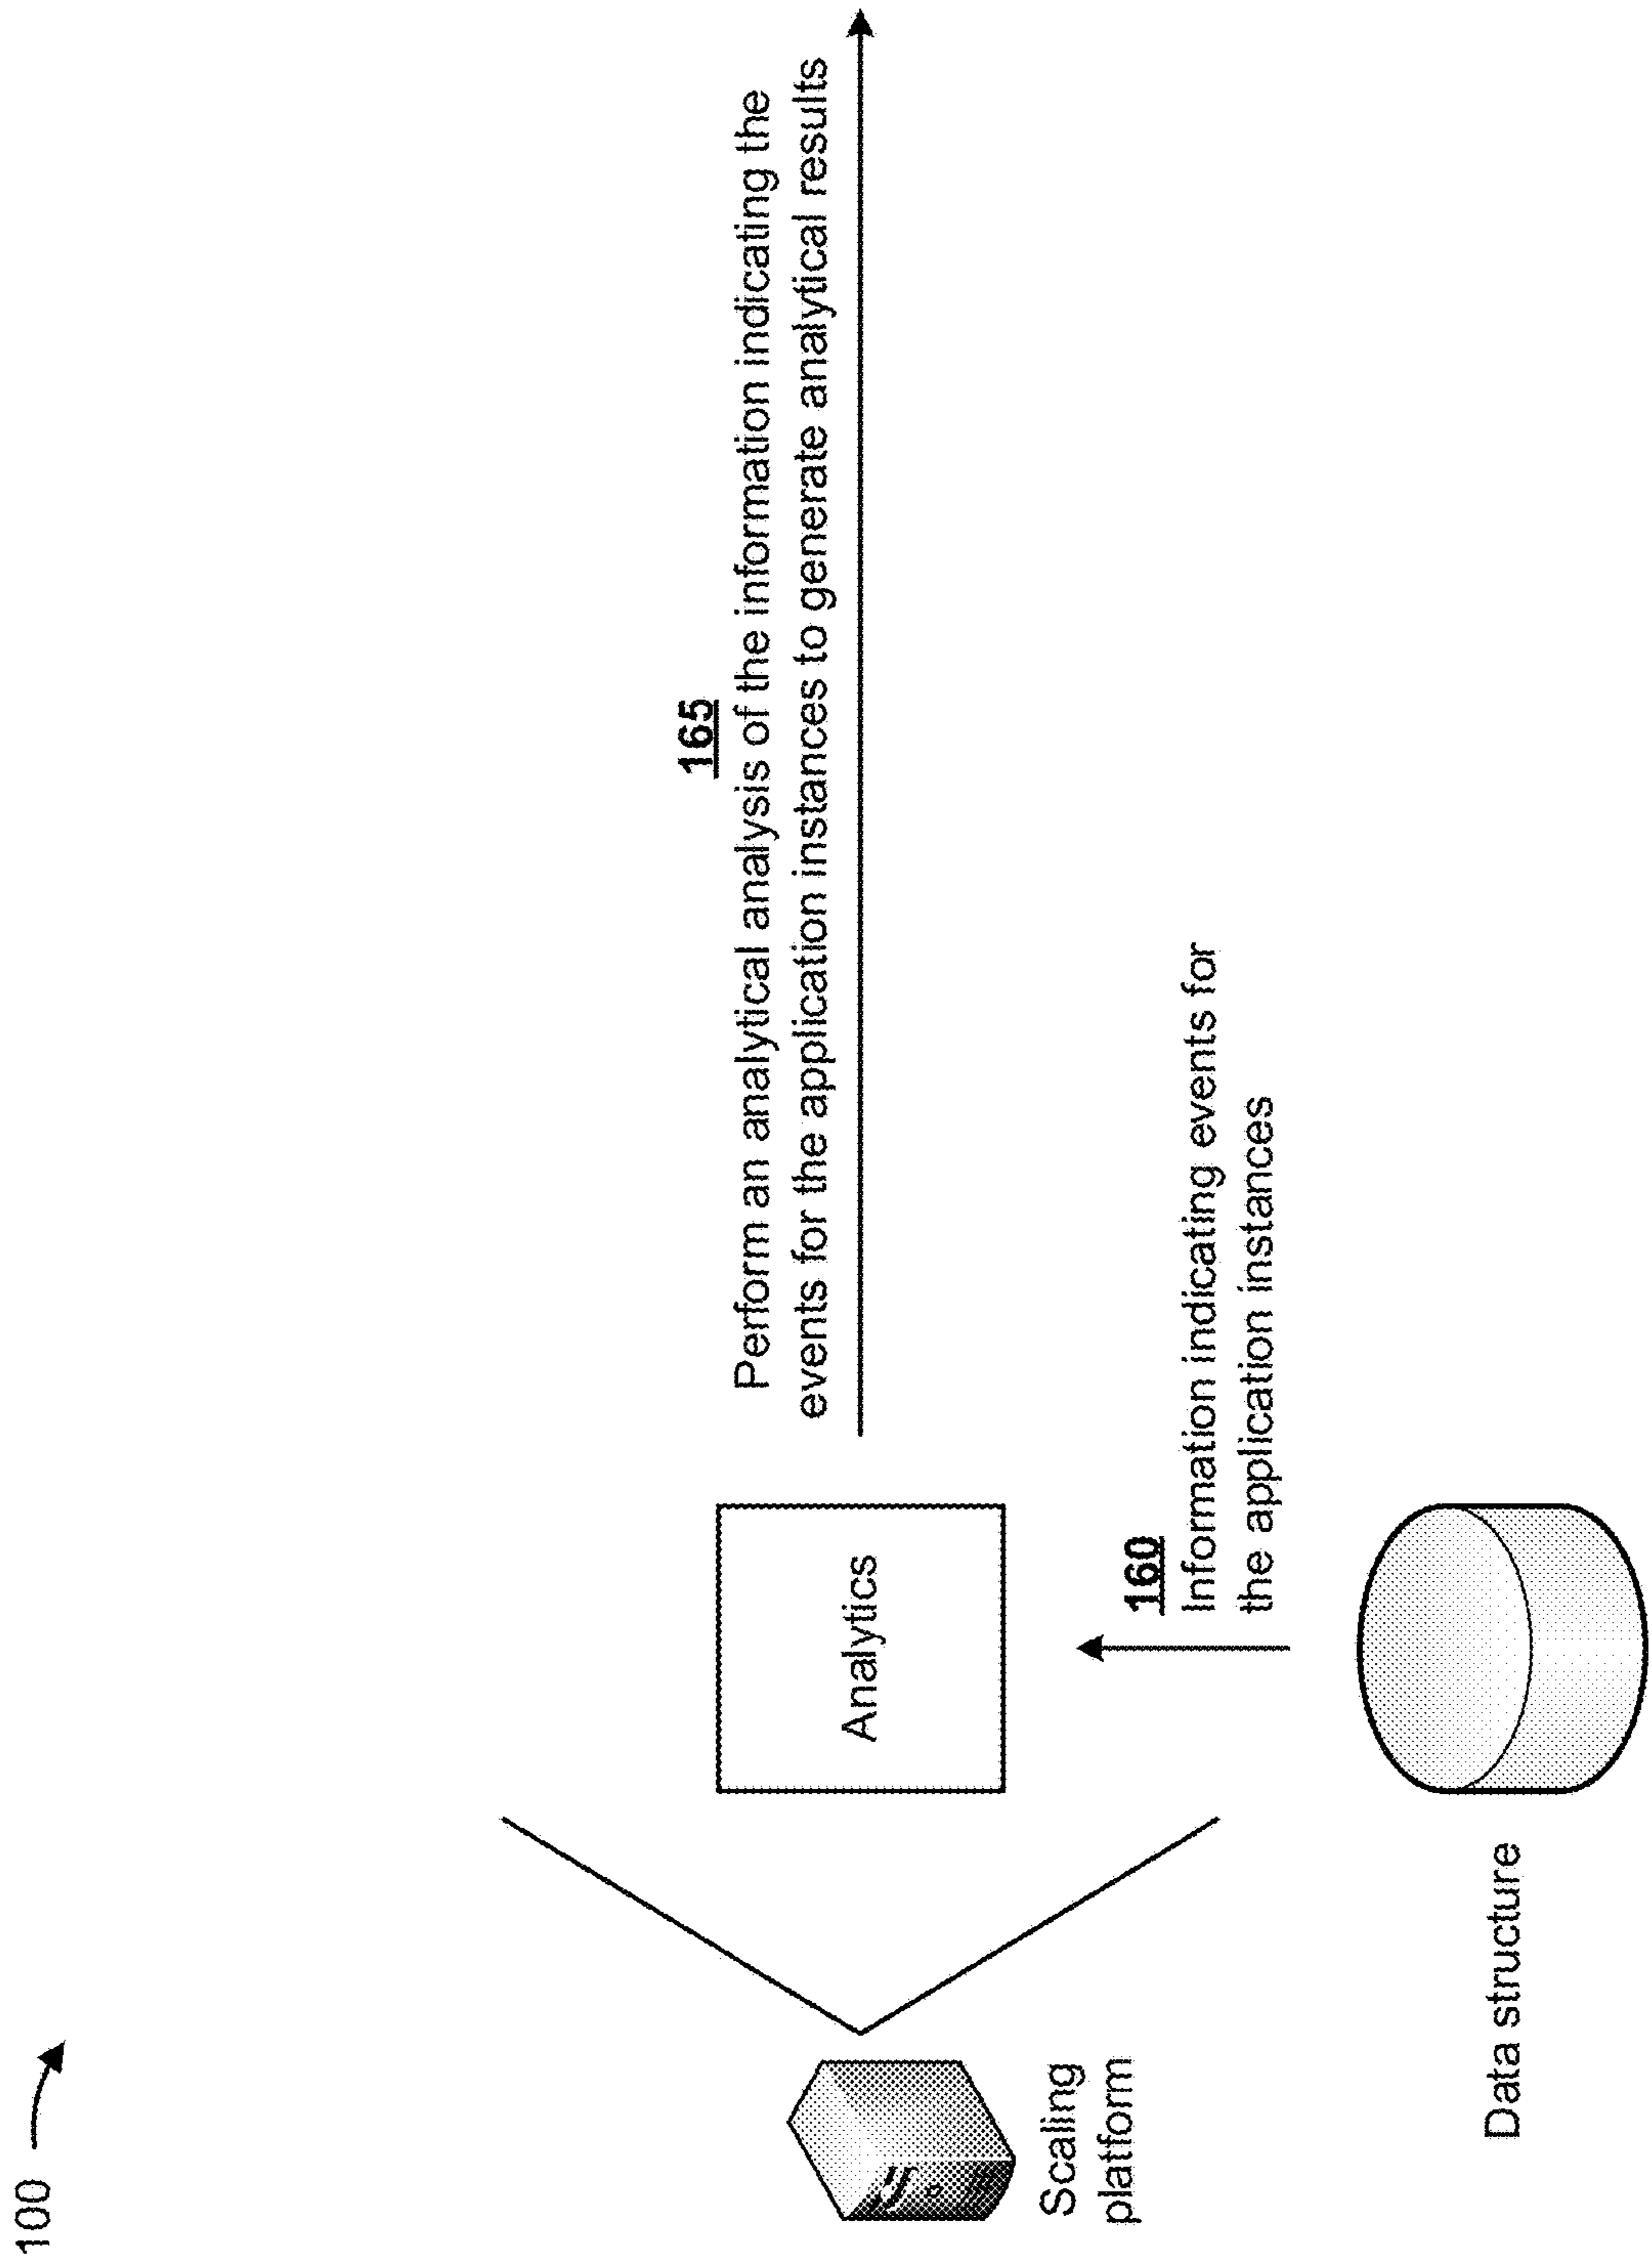 100
165
Perform an analytical analysis of the information indicating the
events for the application instances to generate analytical results
Analytics
160
Information indicating events for
the application instances
Scaling
platform
Data structure